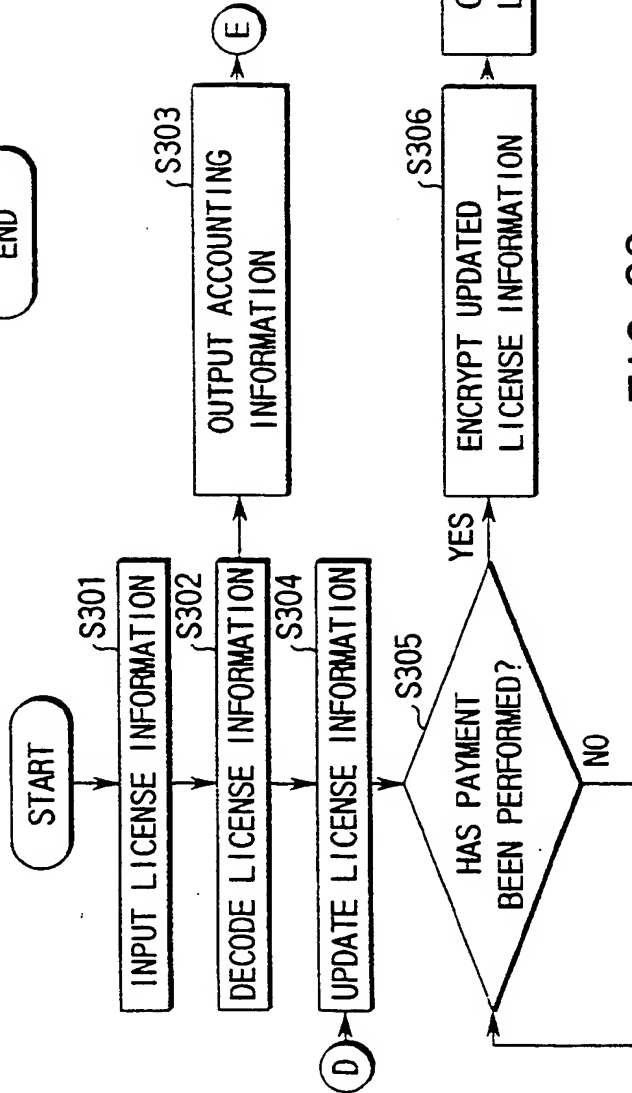 END
START
S301
INPUT LICENSE INFORMATION
S302
DECODE LICENSE INFORMATION
S303
OUTPUT ACCOUNTING
INFORMATION
E
S304
D
UPDATE LICENSE INFORMATION
S305
HAS PAYMENT
BEEN PERFORMED?
YES
NO
S306
ENCRYPT UPDATED
LICENSE INFORMATION